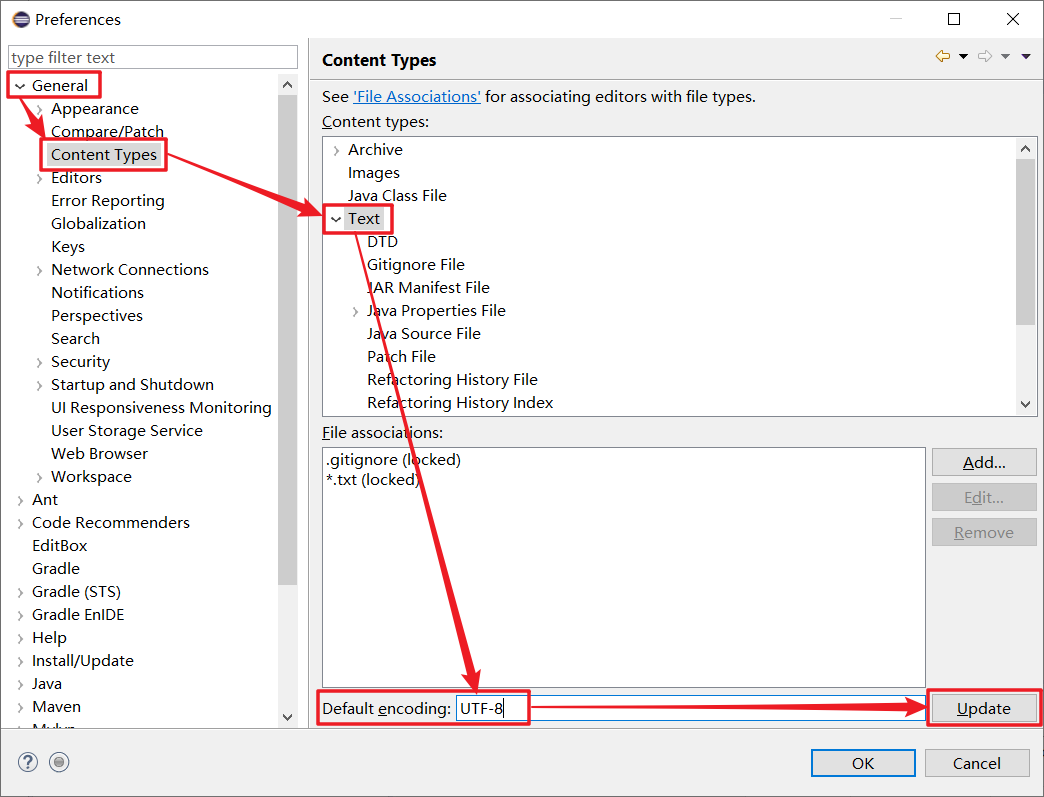 Preferences
type filter text
General
Appearance
Compare/Patch
Content Types
Editors
Error Reporting
Globalization
Keys
Network Connections
Notifications
Perspectives
Search
Security
Startup and Shutdown
UI Responsiveness Monitoring
User Storage Service
Web Browser
Workspace
Ant
Code Recommenders
EditBox
Gradle
Gradle (STS)
Gradle EnIDE
Help
Install/Update
Java
Maven
Mylyn
Content Types
See 'File Associations' for associating editors with file types.
Content types:
Archive
Images
Java Class File
Text
DTD
Gitignore File
JAR Manifest File
Java Properties File
Java Source File
Patch File
Refactoring History File
Refactoring History Index
File associations:
.gitignore (locked)
*.txt (locked)
Add...
Edit...
Remove
Default encoding: UTF-8
Update
OK
Cancel